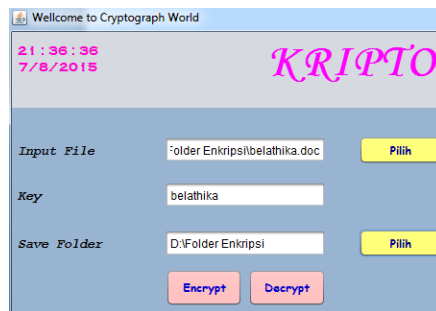 Wellcome to Cryptograph World
21:36:36
7/8/2015
KRIPTO
Input File
Folder Enkripsi\belathika.doc
Pilih
Key
belathika
Save Folder
D:\Folder Enkripsi
Pilih
Encrypt
Decrypt